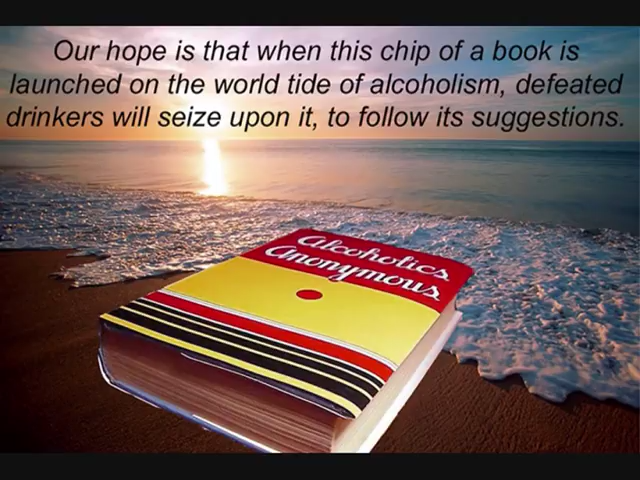 Our hope is that when this chip of a book is
launched on the world tide of alcoholism, defeated
drinkers will seize upon it, to follow its suggestions.
Alcoholics
Anonymous